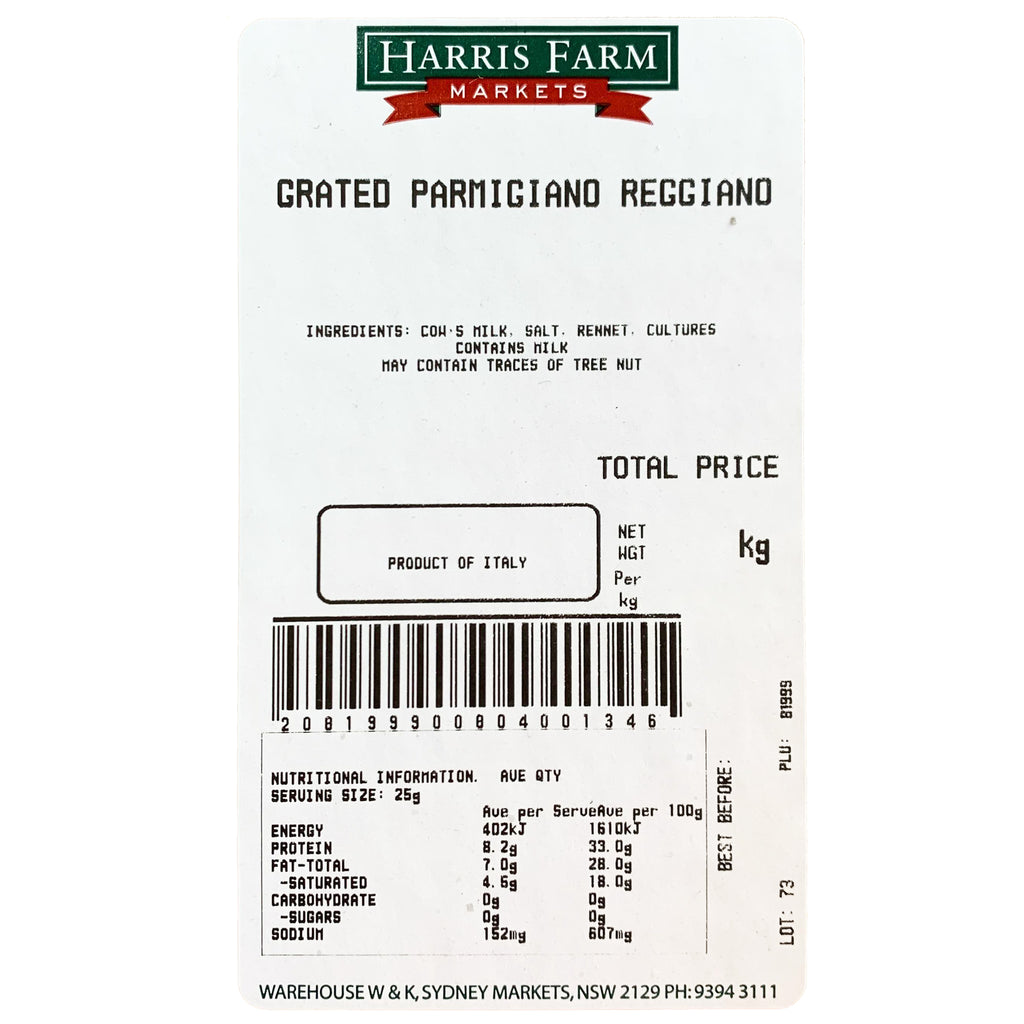 HARRIS FARM
MARKETS
GRATED PARMIGIANO REGGIANO
INGREDIENTS: COW'S MILK, SALT, RENNET, CULTURES
CONTAINS MILK
MAY CONTAIN TRACES OF TREE NUT
TOTAL PRICE
PRODUCT OF ITALY
NET
WGT
kg
Per
kg
2081999008040013 46
NUTRITIONAL INFORMATION. AVE QTY
SERVING SIZE: 25g
Ave per Serve Ave per 100g
ENERGY 402kJ 1610kJ
PROTEIN 8.2g 33.0g
FAT-TOTAL 7.0g 28.0g
-SATURATED 4.5g 18.0g
CARBOHYDRATE 0g 0g
-SUGARS 0g 0g
SODIUM 152mg 607mg
BEST BEFORE:
PLU: 81999
LOT: 73
WAREHOUSE W & K, SYDNEY MARKETS, NSW 2129 PH: 9394 3111